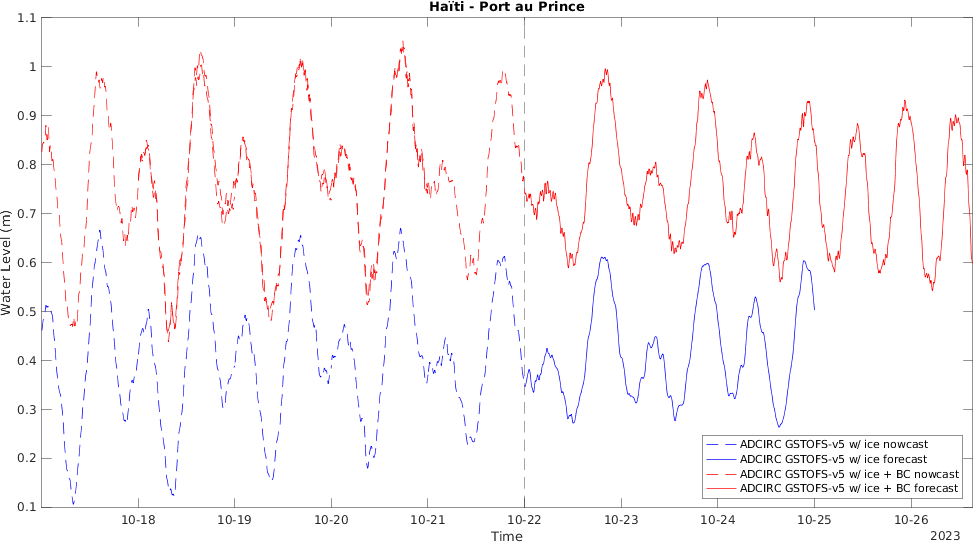 Haïti - Port au Prince
1.1
1
0.9
0.8
0.7
0.6
0.5
0.4
0.3
0.2
0.1
Water Level (m)
10-18 10-19 10-20 10-21 10-22 10-23 10-24 10-25 10-26
Time
2023
ADCIRC GSTOFS-v5 w/ ice nowcast
ADCIRC GSTOFS-v5 w/ ice forecast
ADCIRC GSTOFS-v5 w/ ice + BC nowcast
ADCIRC GSTOFS-v5 w/ ice + BC forecast